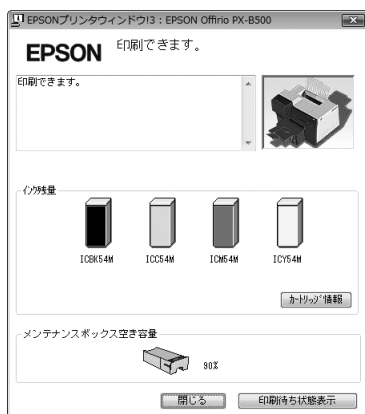 EPSONプリンタウィンドウ!3 : EPSON Offirio PX-B500
EPSON
印刷できます。
印刷できます。
インク残量
ICBK54M ICC54M ICM54M ICY54M
カートリッジ情報
メンテナンスボックス空き容量
90%
閉じる 印刷待ち状態表示